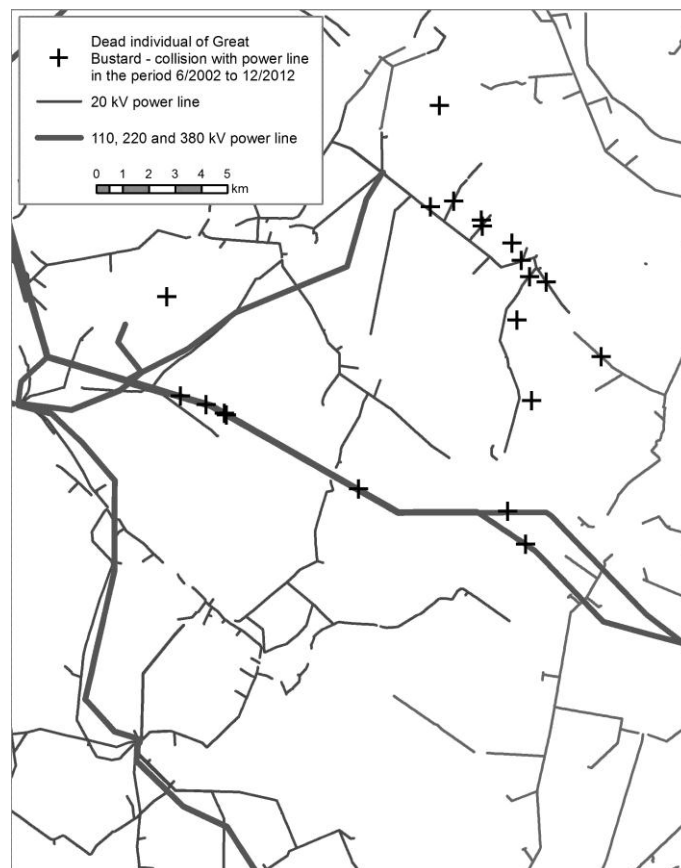 Dead individual of Great
Bustard - collision with power line
in the period 6/2002 to 12/2012
20 kV power line
110, 220 and 380 kV power line
0 1 2 3 4 5
km